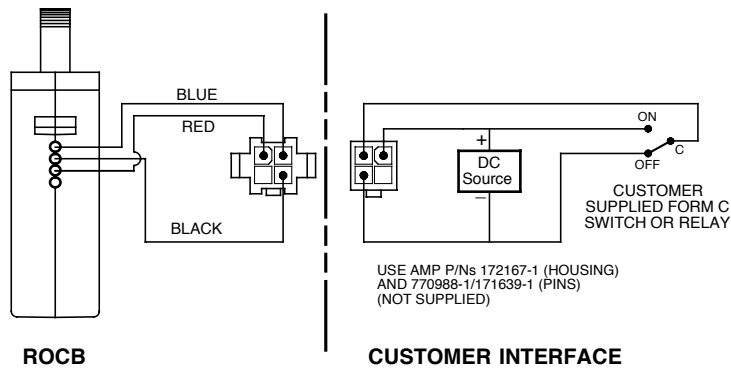 BLUE
RED
BLACK
ROCB
ON
C
OFF
+
DC
Source
–
CUSTOMER
SUPPLIED FORM C
SWITCH OR RELAY
USE AMP P/Ns 172167-1 (HOUSING)
AND 770988-1/171639-1 (PINS)
(NOT SUPPLIED)
CUSTOMER INTERFACE